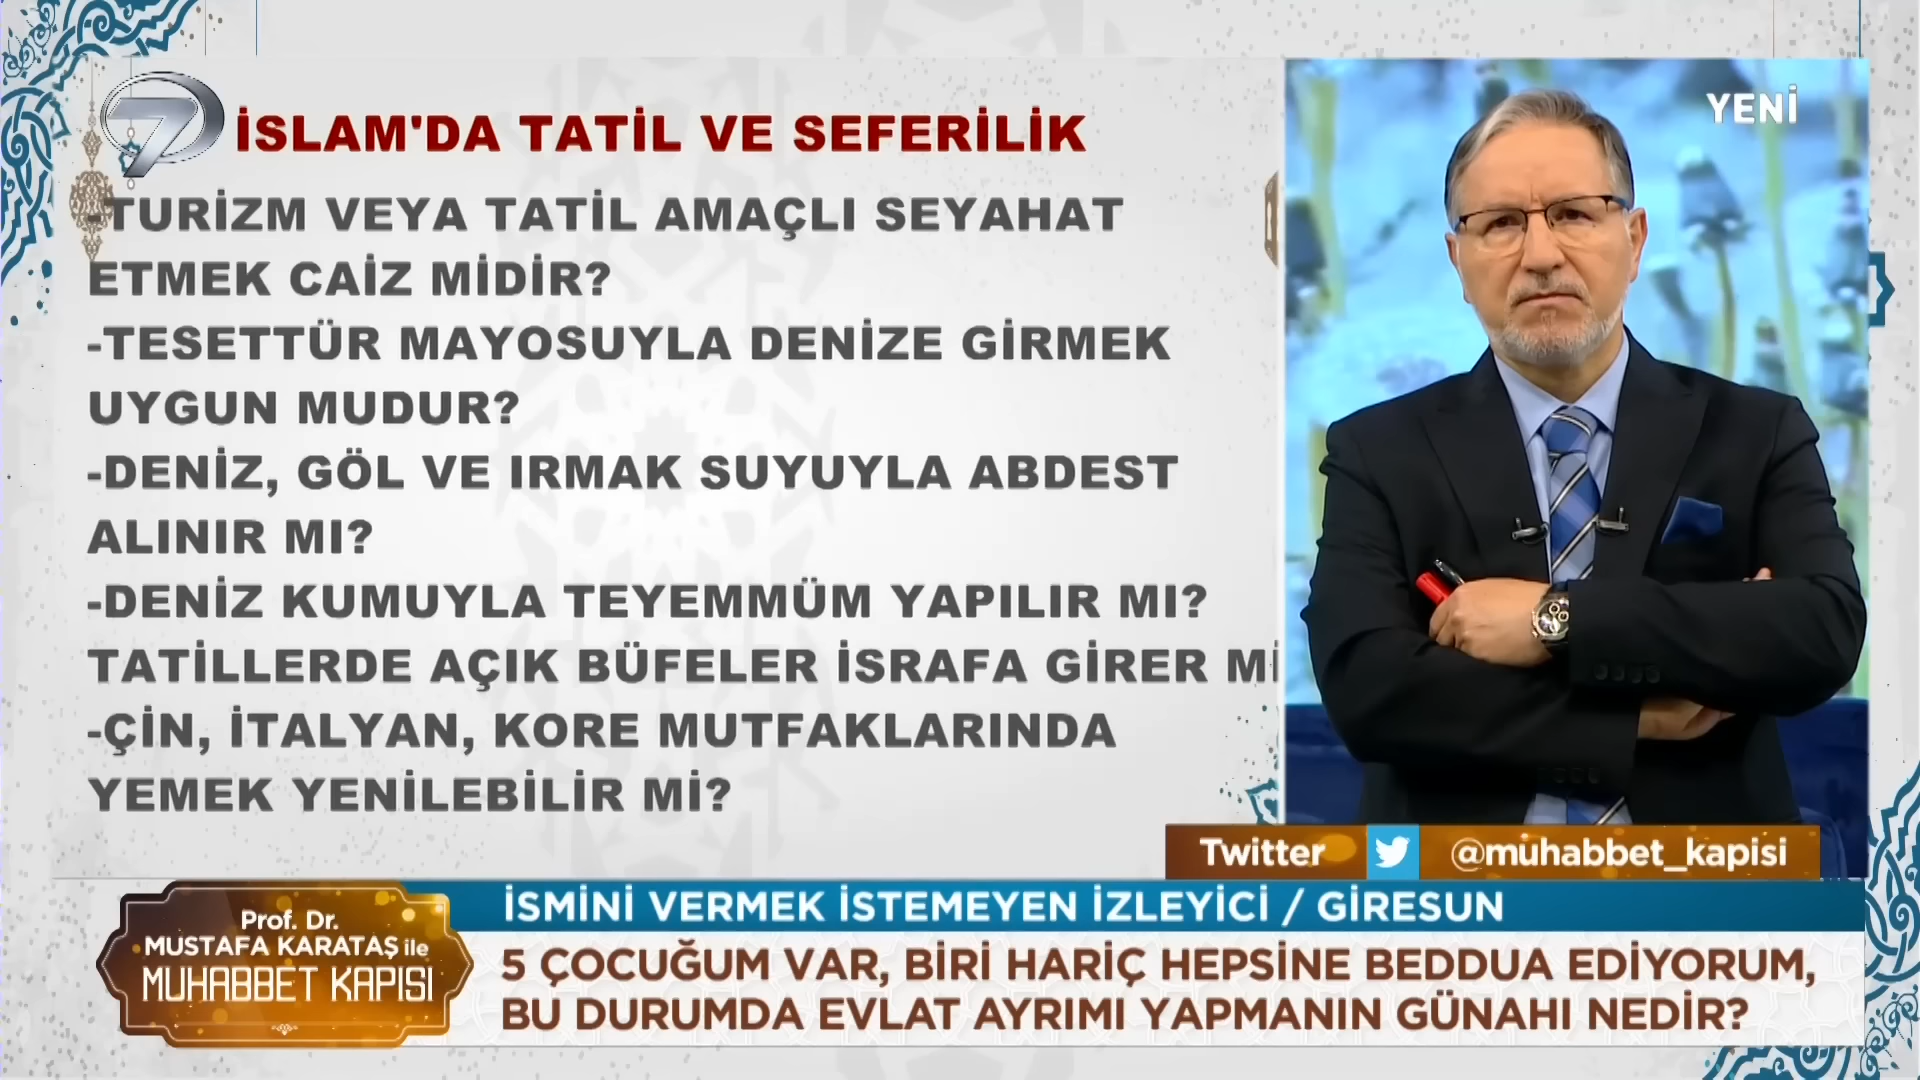 7
İSLAM'DA TATİL VE SEFERİLİK
-TURİZM VEYA TATİL AMAÇLI SEYAHAT
ETMEK CAİZ MİDİR?
-TESETTÜR MAYOSUYLA DENİZE GİRMEK
UYGUN MUDUR?
-DENİZ, GÖL VE IRMAK SUYUYLA ABDEST
ALINIR MI?
-DENİZ KUMUYLA TEYEMMÜM YAPILIR MI?
TATİLLERDE AÇIK BÜFELER İSRAFA GİRER Mİ
-ÇİN, İTALYAN, KORE MUTFAKLARINDA
YEMEK YENİLEBİLİR Mİ?
YENİ
Twitter @muhabbet_kapisi
Prof. Dr.
MUSTAFA KARATAŞ ile
MUHABBET KAPISI
İSMİNİ VERMEK İSTEMEYEN İZLEYİCİ / GİRESUN
5 ÇOCUĞUM VAR, BİRİ HARİÇ HEPSİNE BEDDUA EDİYORUM,
BU DURUMDA EVLAT AYRIMI YAPMANIN GÜNAHI NEDİR?